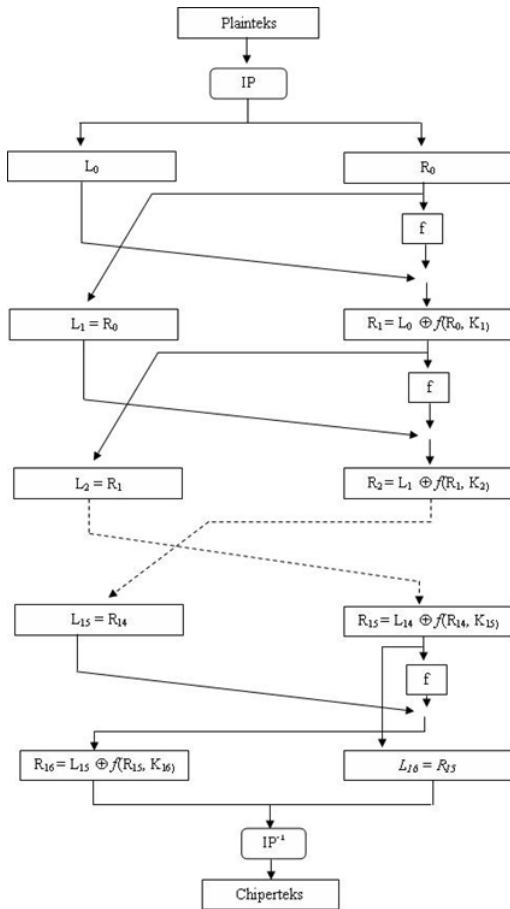 Plainteks
IP
L₀
R₀
f
L₁ = R₀
R₁ = L₀ ⊕ f(R₀, K₁)
f
L₂ = R₁
R₂ = L₁ ⊕ f(R₁, K₂)
L₁₅ = R₁₄
R₁₅ = L₁₄ ⊕ f(R₁₄, K₁₅)
f
R₁₆ = L₁₅ ⊕ f(R₁₅, K₁₆)
L₁₆ = R₁₅
IP⁻¹
Chiperteks